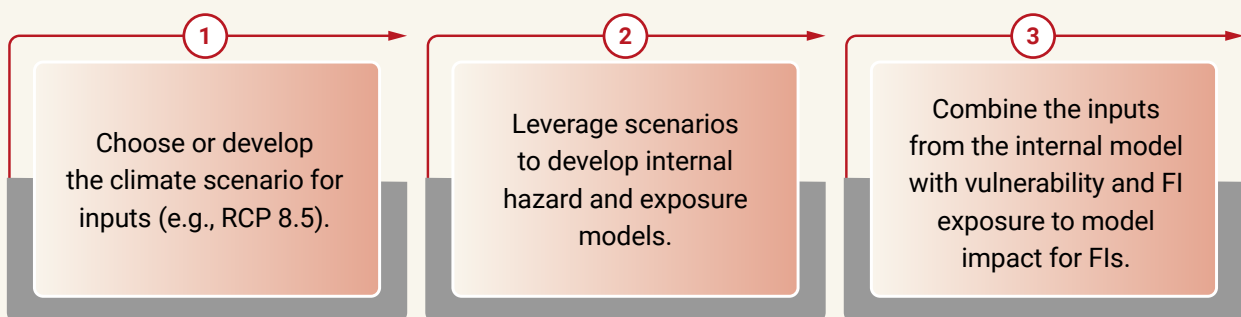 1
Choose or develop
the climate scenario for
inputs (e.g., RCP 8.5).
2
Leverage scenarios
to develop internal
hazard and exposure
models.
3
Combine the inputs
from the internal model
with vulnerability and FI
exposure to model
impact for FIs.